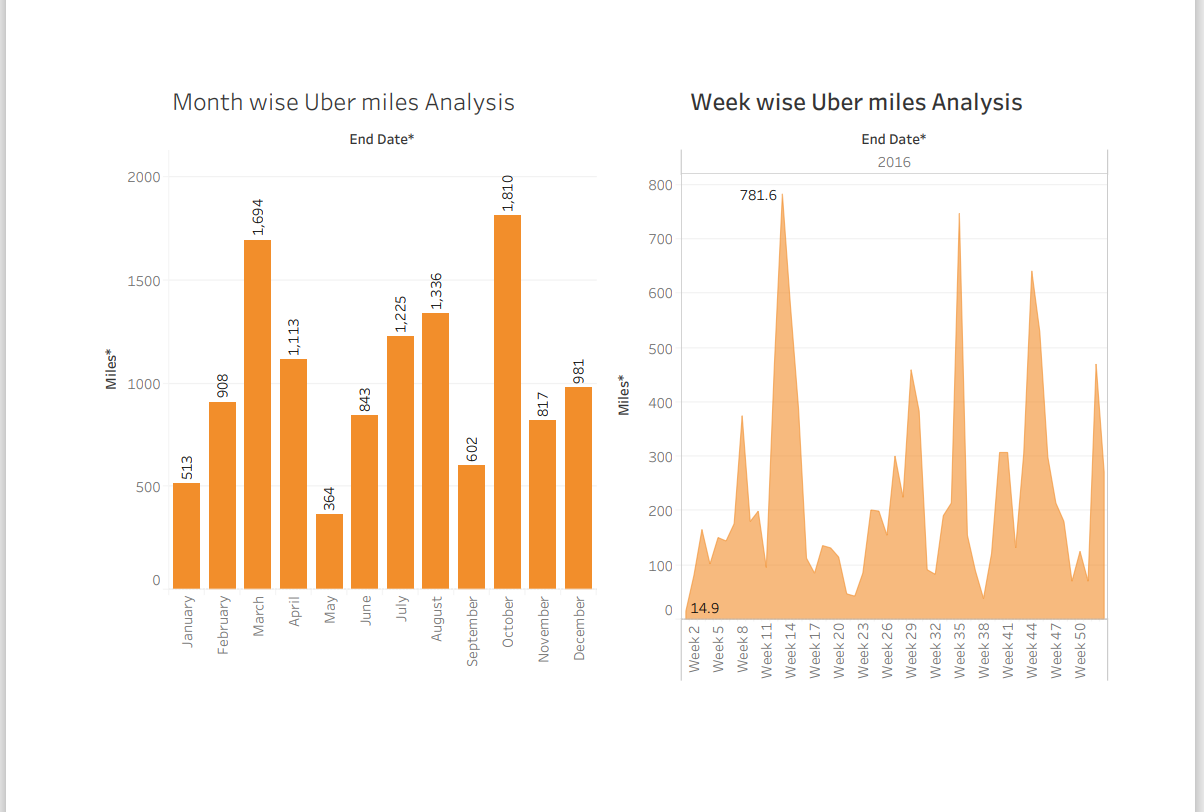 Month wise Uber miles Analysis
End Date*
Miles*
2000
1500
1000
500
0
513
908
1,694
1,113
364
843
1,225
1,336
602
1,810
817
981
January
February
March
April
May
June
July
August
September
October
November
December
Week wise Uber miles Analysis
End Date*
2016
Miles*
800
700
600
500
400
300
200
100
0
781.6
14.9
Week 2
Week 5
Week 8
Week 11
Week 14
Week 17
Week 20
Week 23
Week 26
Week 29
Week 32
Week 35
Week 38
Week 41
Week 44
Week 47
Week 50